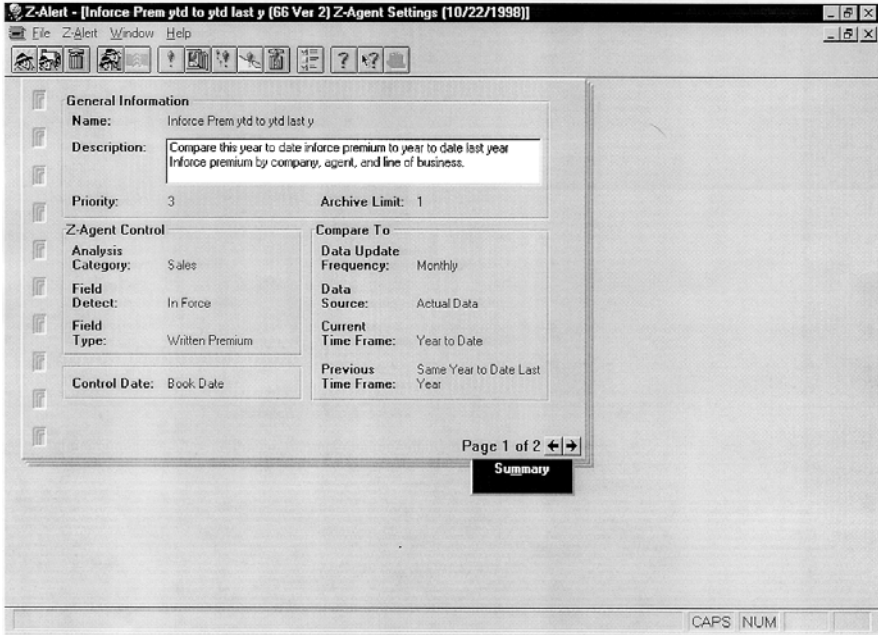 Z-Alert - [Inforce Prem ytd to ytd last y (66 Ver 2) Z-Agent Settings (10/22/1998)]
File Z-Alert Window Help
General Information
Name: Inforce Prem ytd to ytd last y
Description: Compare this year to date inforce premium to year to date last year
Inforce premium by company, agent, and line of business.
Priority: 3 Archive Limit: 1
Z-Agent Control
Analysis
Category: Sales
Field
Detect: In Force
Field
Type: Written Premium
Control Date: Book Date
Compare To
Data Update
Frequency: Monthly
Data
Source: Actual Data
Current
Time Frame: Year to Date
Previous Same Year to Date Last
Time Frame: Year
Page 1 of 2
Summary
CAPS NUM